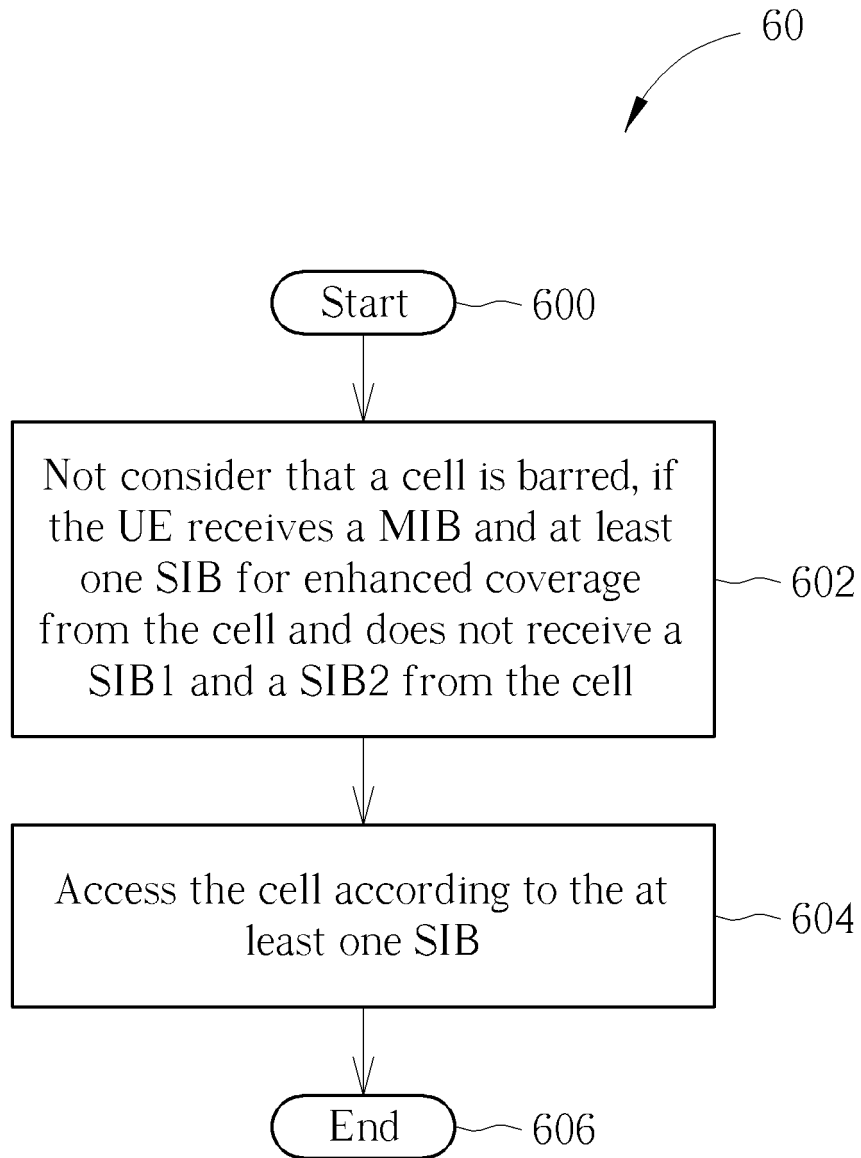 60
Start
600
Not consider that a cell is barred, if
the UE receives a MIB and at least
one SIB for enhanced coverage
from the cell and does not receive a
SIB1 and a SIB2 from the cell
602
Access the cell according to the at
least one SIB
604
End
606